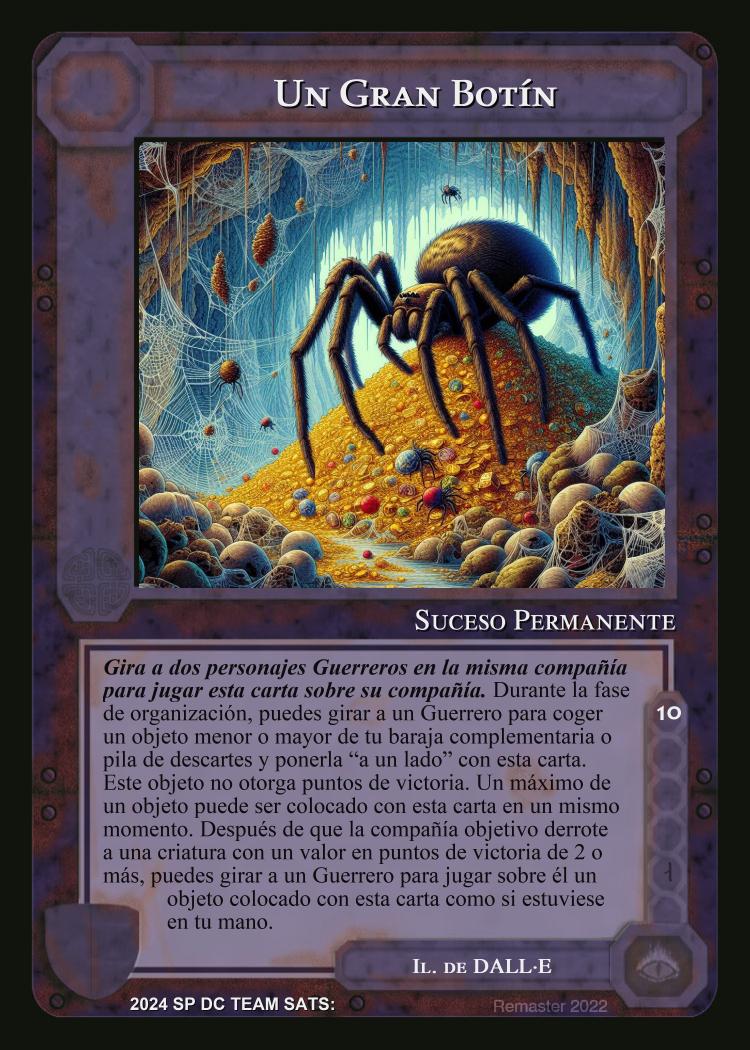 Un Gran Botín
Suceso Permanente
Gira a dos personajes Guerreros en la misma compañía
para jugar esta carta sobre su compañía. Durante la fase
de organización, puedes girar a un Guerrero para coger
un objeto menor o mayor de tu baraja complementaria o
pila de descartes y ponerla “a un lado” con esta carta.
Este objeto no otorga puntos de victoria. Un máximo de
un objeto puede ser colocado con esta carta en un mismo
momento. Después de que la compañía objetivo derrote
a una criatura con un valor en puntos de victoria de 2 o
más, puedes girar a un Guerrero para jugar sobre él un
objeto colocado con esta carta como si estuviese
en tu mano.
10
Il. de DALL·E
2024 SP DC TEAM SATS:
Remaster 2022